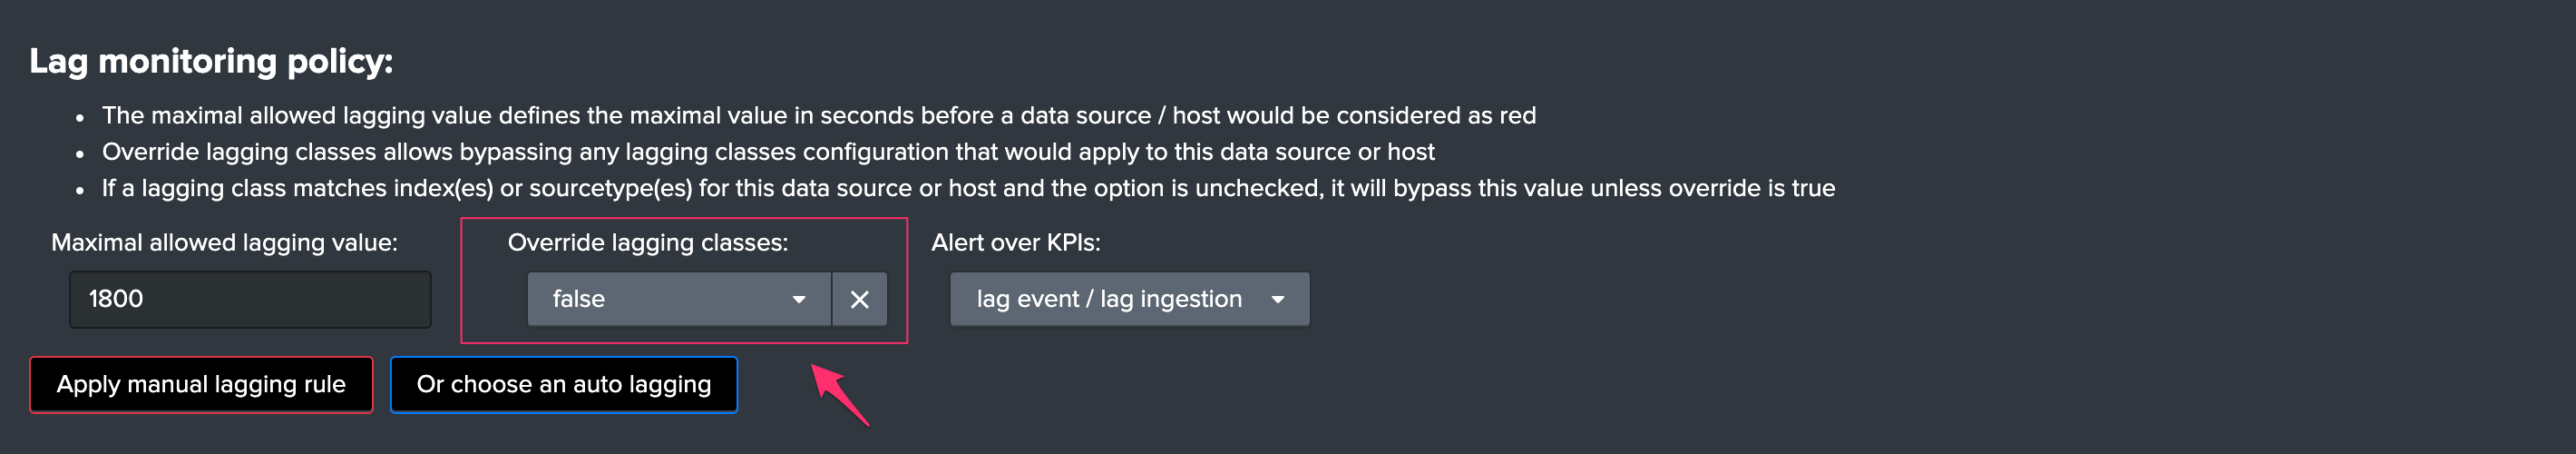 Lag monitoring policy:
• The maximal allowed lagging value defines the maximal value in seconds before a data source / host would be considered as red
• Override lagging classes allows bypassing any lagging classes configuration that would apply to this data source or host
• If a lagging class matches index(es) or sourcetype(es) for this data source or host and the option is unchecked, it will bypass this value unless override is true
Maximal allowed lagging value: Override lagging classes: Alert over KPIs:
1800 false lag event / lag ingestion
Apply manual lagging rule Or choose an auto lagging